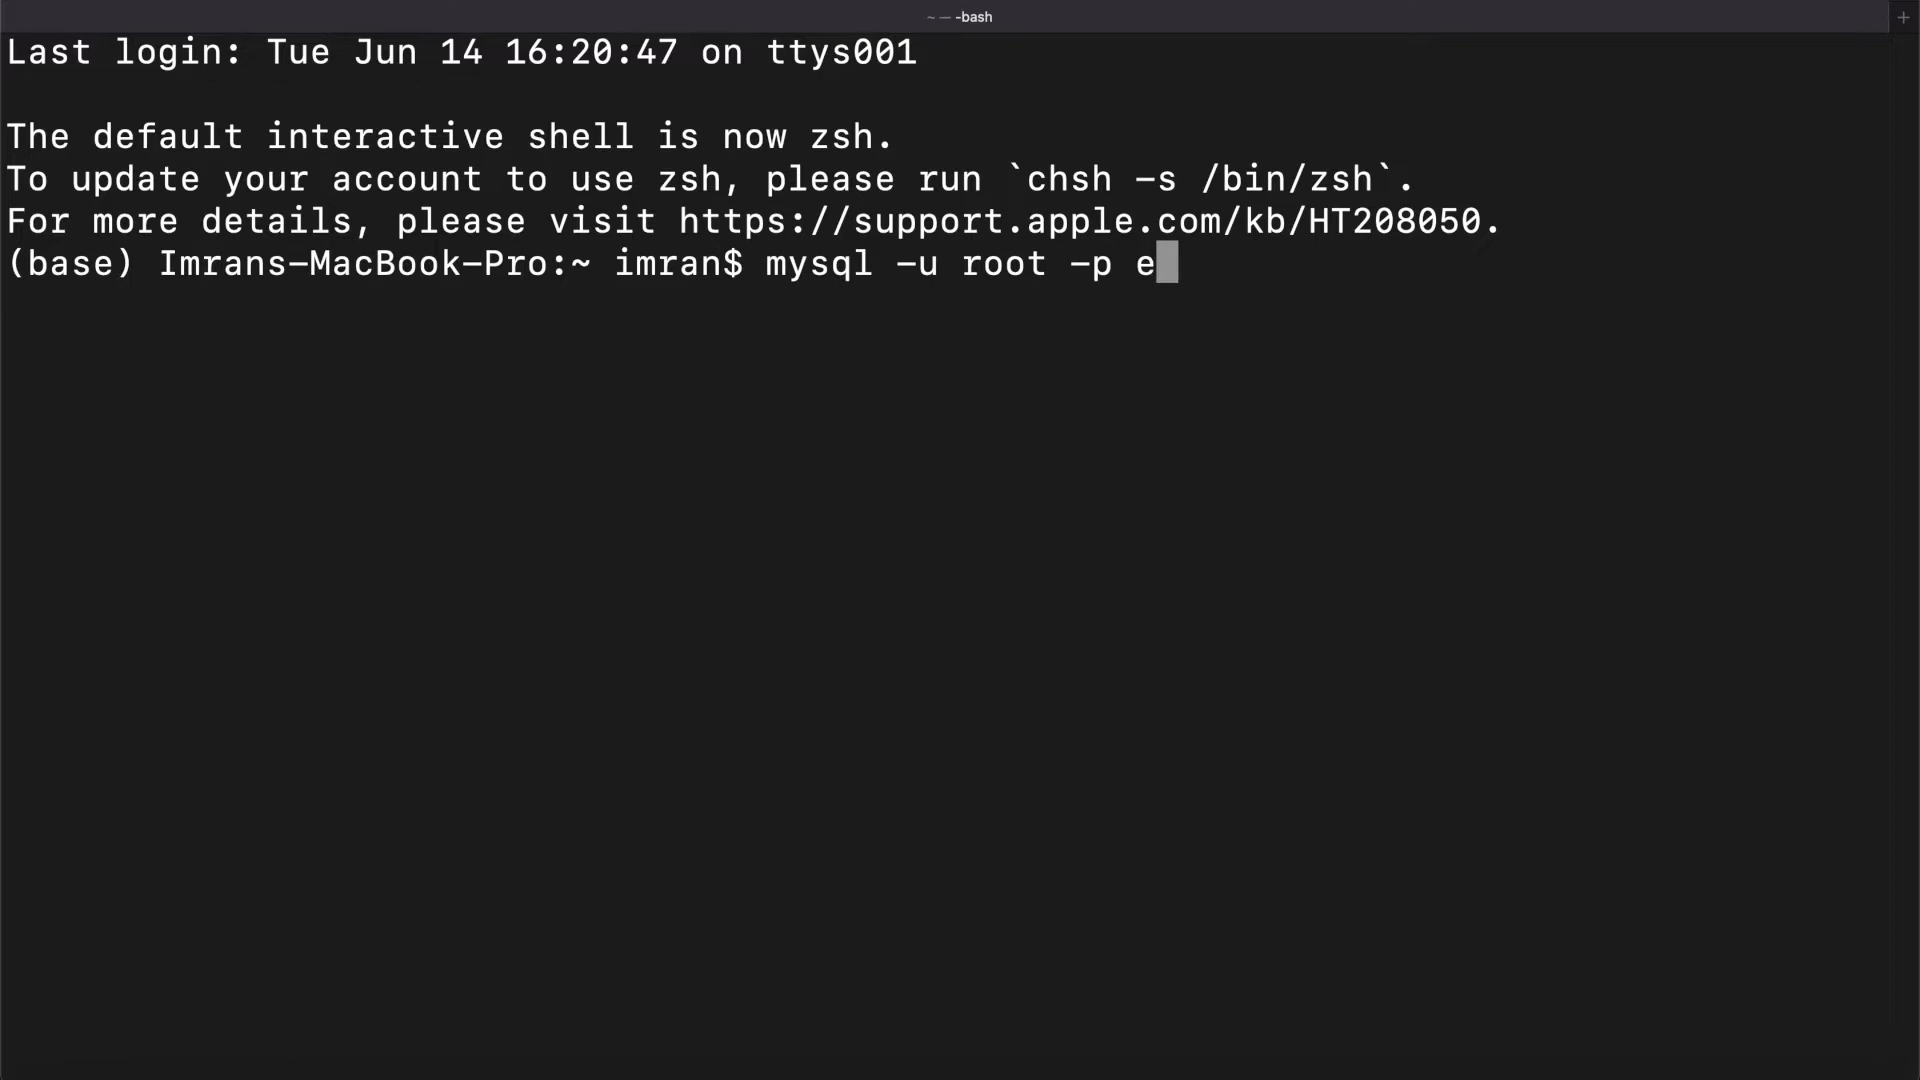 ~ — -bash
+
Last login: Tue Jun 14 16:20:47 on ttys001
The default interactive shell is now zsh.
To update your account to use zsh, please run `chsh -s /bin/zsh`.
For more details, please visit https://support.apple.com/kb/HT208050.
(base) Imrans-MacBook-Pro:~ imran$ mysql -u root -p e